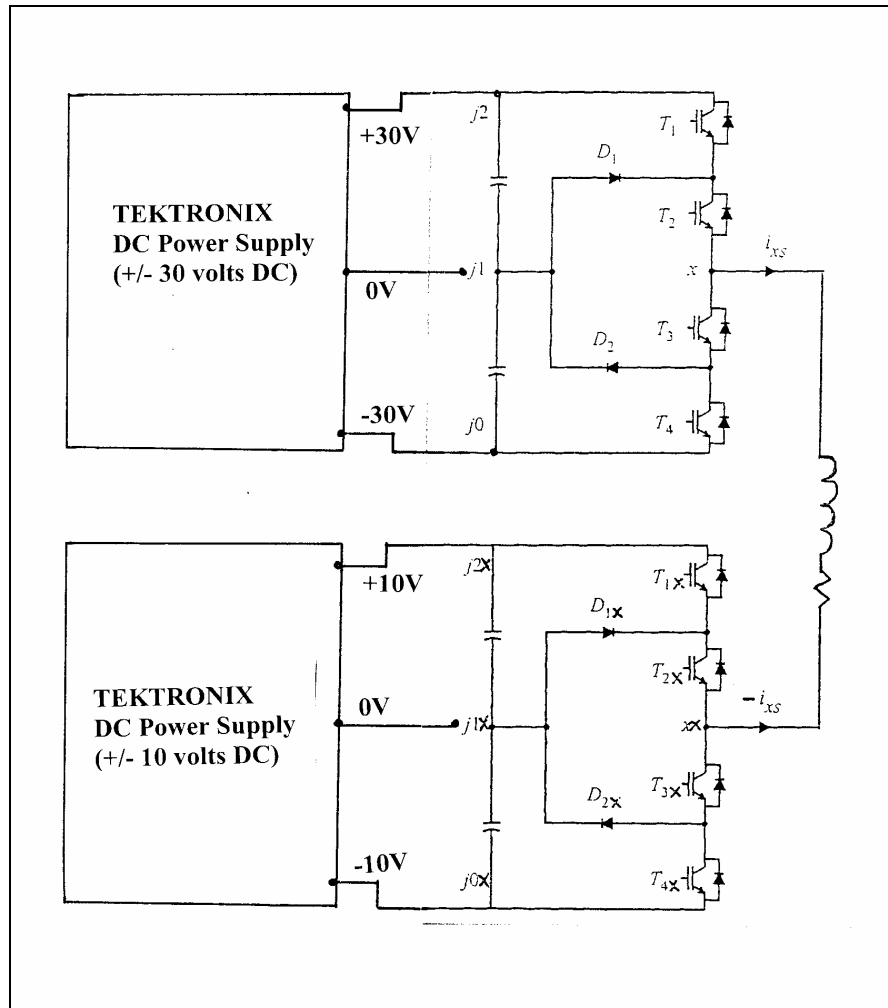 +30V
j2
T1
D1
TEKTRONIX
DC Power Supply
(+/- 30 volts DC)
T2
0V
j1
x
ixs
T3
D2
-30V
j0
T4
+10V
j2x
T1x
D1x
T2x
TEKTRONIX
DC Power Supply
(+/- 10 volts DC)
0V
j1x
xx
-ixs
T3x
D2x
-10V
j0x
T4x